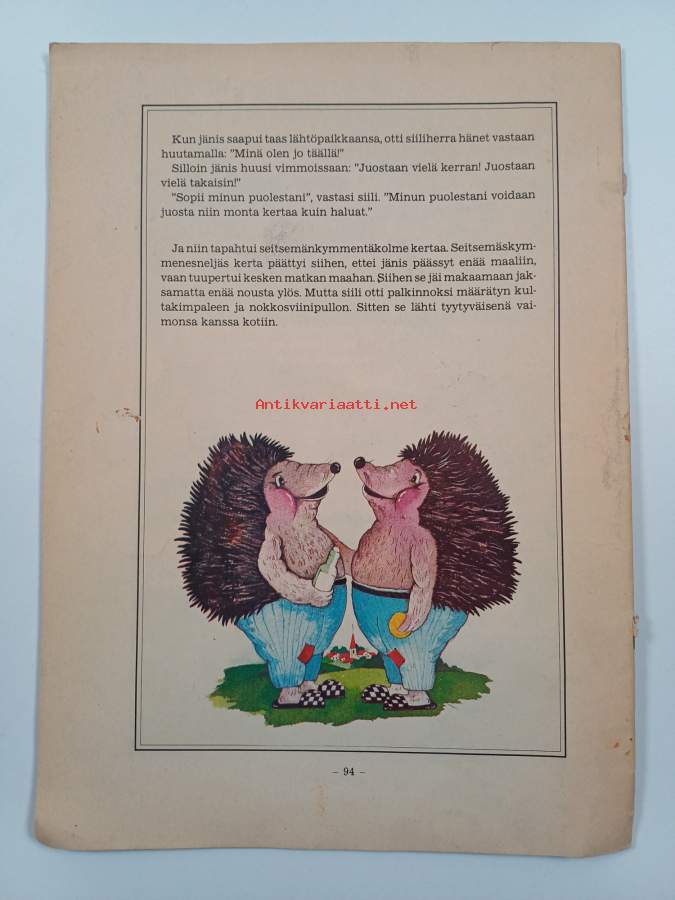 Kun jänis saapui taas lähtöpaikkaansa, otti siiliherra hänet vastaan
huutamalla: ”Minä olen jo täällä!”
Silloin jänis huusi vimmoissaan: ”Juostaan vielä kerran! Juostaan
vielä takaisin!”
”Sopii minun puolestani”, vastasi siili. ”Minun puolestani voidaan
juosta niin monta kertaa kuin haluat.”
Ja niin tapahtui seitsemänkymmentäkolme kertaa. Seitsemäskym-
menesneljäs kerta päättyi siihen, ettei jänis päässyt enää maaliin,
vaan tuupertui kesken matkan maahan. Siihen se jäi makaamaan jak-
samatta enää nousta ylös. Mutta siili otti palkinnoksi määrätyn kul-
takimpaleen ja nokkosviinipullon. Sitten se lähti tyytyväisenä vai-
monsa kanssa kotiin.
Antikvariaatti.net
– 94 –